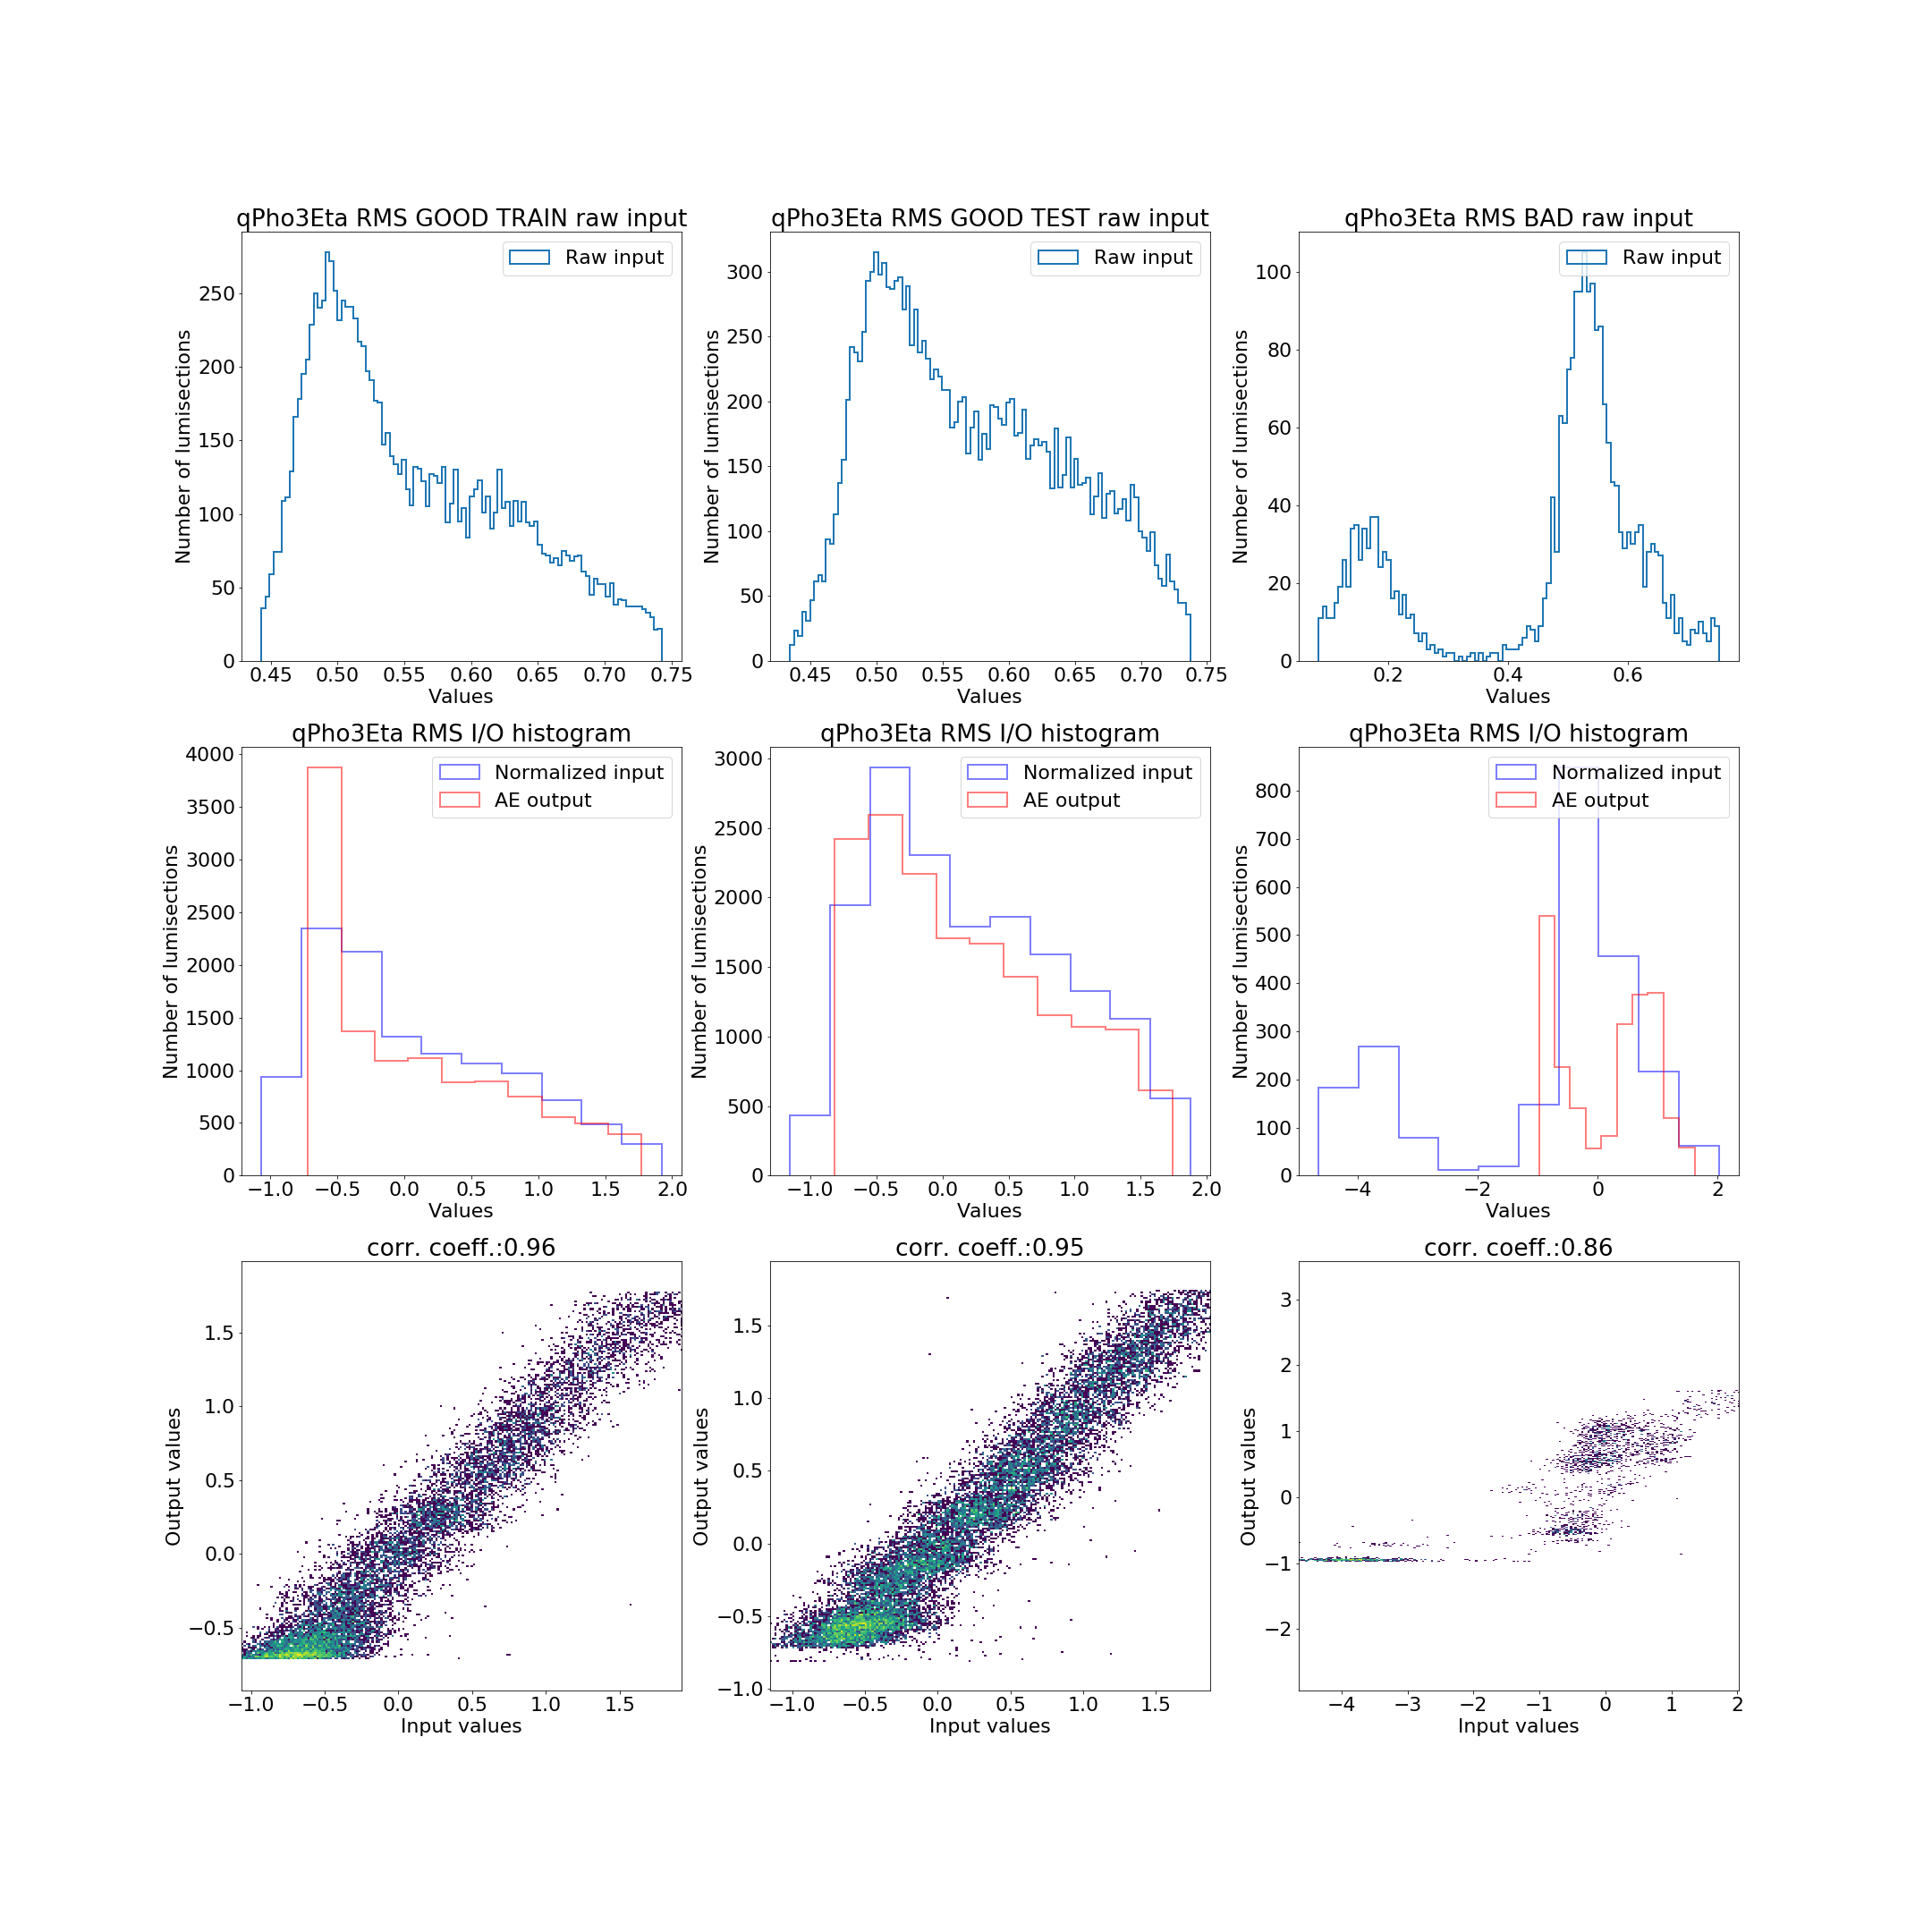 qPho3Eta RMS GOOD TRAIN raw input
Raw input
250
200
150
100
50
0
0.45 0.50 0.55 0.60 0.65 0.70 0.75
Number of lumisections
Values
qPho3Eta RMS GOOD TEST raw input
Raw input
300
250
200
150
100
50
0
0.45 0.50 0.55 0.60 0.65 0.70 0.75
Number of lumisections
Values
qPho3Eta RMS BAD raw input
Raw input
100
80
60
40
20
0
0.2 0.4 0.6
Number of lumisections
Values
qPho3Eta RMS I/O histogram
Normalized input
AE output
4000
3500
3000
2500
2000
1500
1000
500
0
−1.0 −0.5 0.0 0.5 1.0 1.5 2.0
Number of lumisections
Values
qPho3Eta RMS I/O histogram
Normalized input
AE output
3000
2500
2000
1500
1000
500
0
−1.0 −0.5 0.0 0.5 1.0 1.5 2.0
Number of lumisections
Values
qPho3Eta RMS I/O histogram
Normalized input
AE output
800
700
600
500
400
300
200
100
0
−4 −2 0 2
Number of lumisections
Values
corr. coeff.:0.96
1.5
1.0
0.5
0.0
−0.5
−1.0 −0.5 0.0 0.5 1.0 1.5
Output values
Input values
corr. coeff.:0.95
1.5
1.0
0.5
0.0
−0.5
−1.0
−1.0 −0.5 0.0 0.5 1.0 1.5
Output values
Input values
corr. coeff.:0.86
3
2
1
0
−1
−2
−4 −3 −2 −1 0 1 2
Output values
Input values